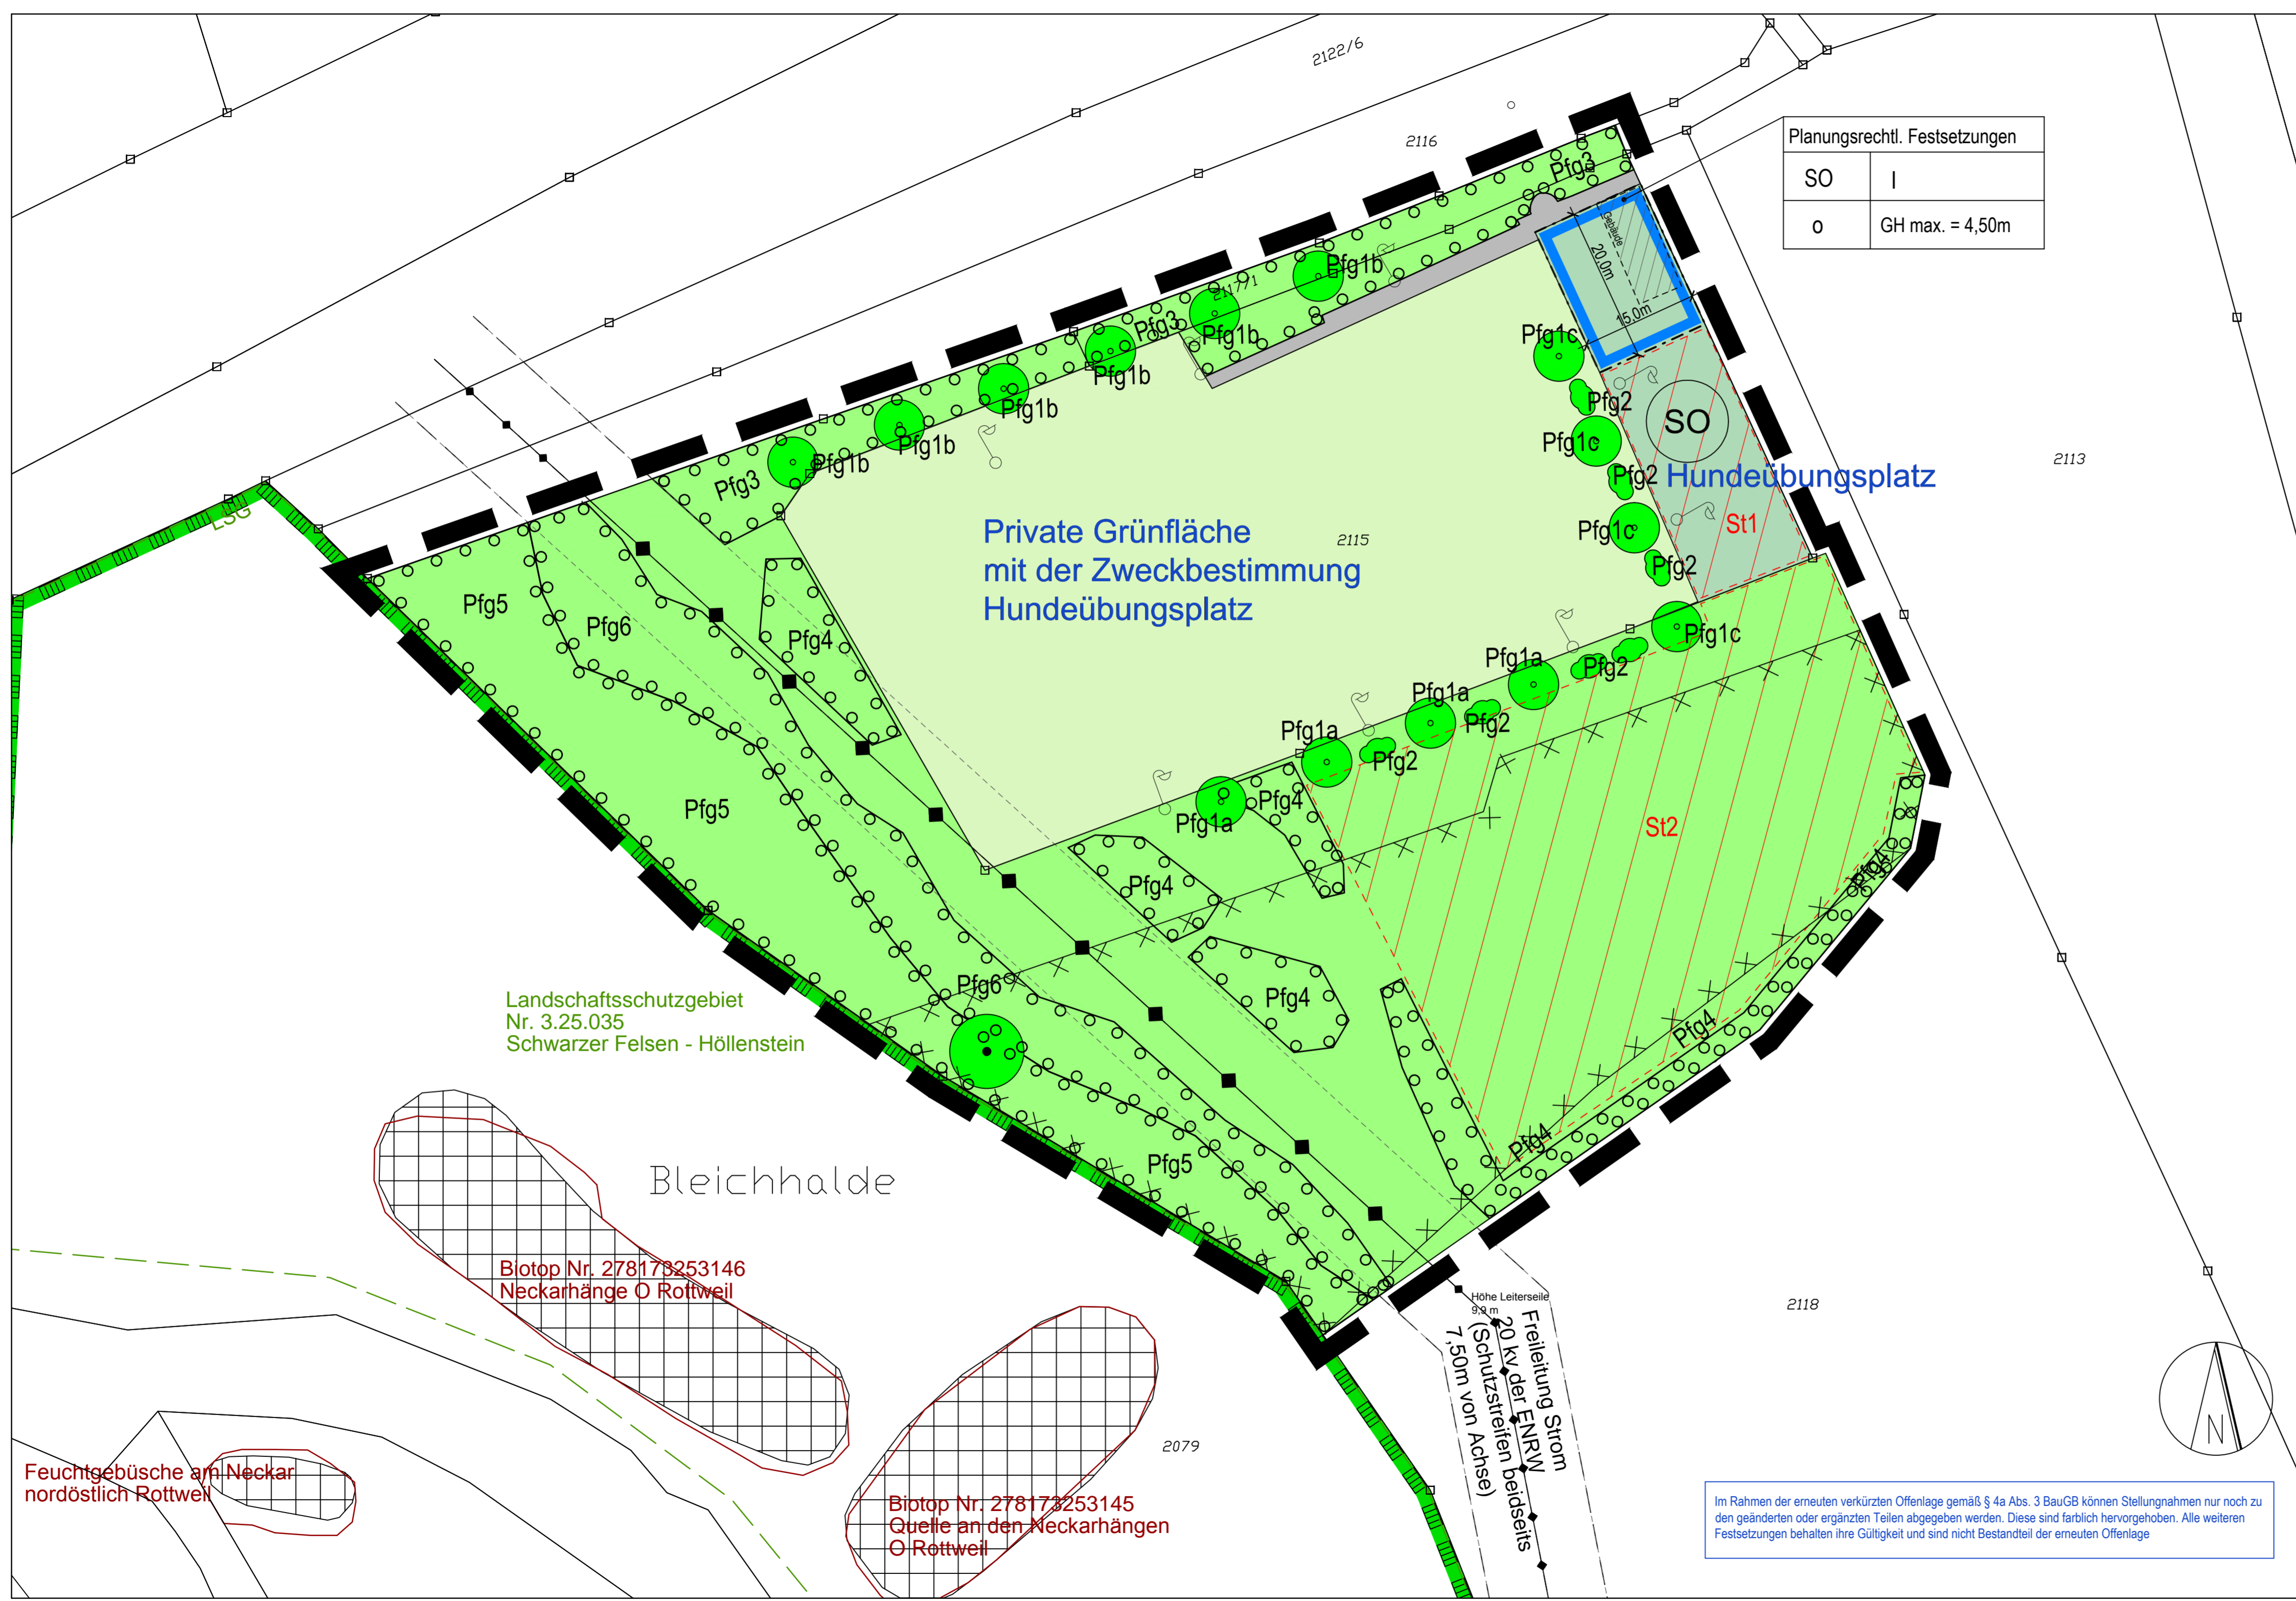 2122/6
2116
Planungsrechtl. Festsetzungen
SO
I
o
GH max. = 4,50m
Pfg3
Gebäude
20.0m
15.0m
Pfg1b
2117/1
Pfg1b
Pfg3
Pfg1b
Pfg1b
Pfg1b
Pfg1b
Pfg3
Pfg1c
Pfg2
SO
Pfg1c
Pfg2
Hundeübungsplatz
2113
Pfg1c
St1
Pfg2
LSG
Private Grünfläche
mit der Zweckbestimmung
Hundeübungsplatz
2115
Pfg5
Pfg6
Pfg4
Pfg1c
Pfg1a
Pfg2
Pfg1a
Pfg2
Pfg1a
Pfg2
Pfg4
Pfg1a
St2
Pfg5
Pfg4
Pfg4
Pfg6
Pfg4
Pfg4
Landschaftsschutzgebiet
Nr. 3.25.035
Schwarzer Felsen - Höllenstein
Pfg4
Pfg5
Bleichhalde
Biotop Nr. 278173253146
Neckarhänge O Rottweil
Höhe Leiterseile
9,9 m
Freileitung Strom
20 kv der ENRW
(Schutzstreifen beidseits
7,50m von Achse)
2118
N
2079
Feuchtgebüsche am Neckar
nordöstlich Rottweil
Biotop Nr. 278173253145
Quelle an den Neckarhängen
O Rottweil
Im Rahmen der erneuten verkürzten Offenlage gemäß § 4a Abs. 3 BauGB können Stellungnahmen nur noch zu
den geänderten oder ergänzten Teilen abgegeben werden. Diese sind farblich hervorgehoben. Alle weiteren
Festsetzungen behalten ihre Gültigkeit und sind nicht Bestandteil der erneuten Offenlage